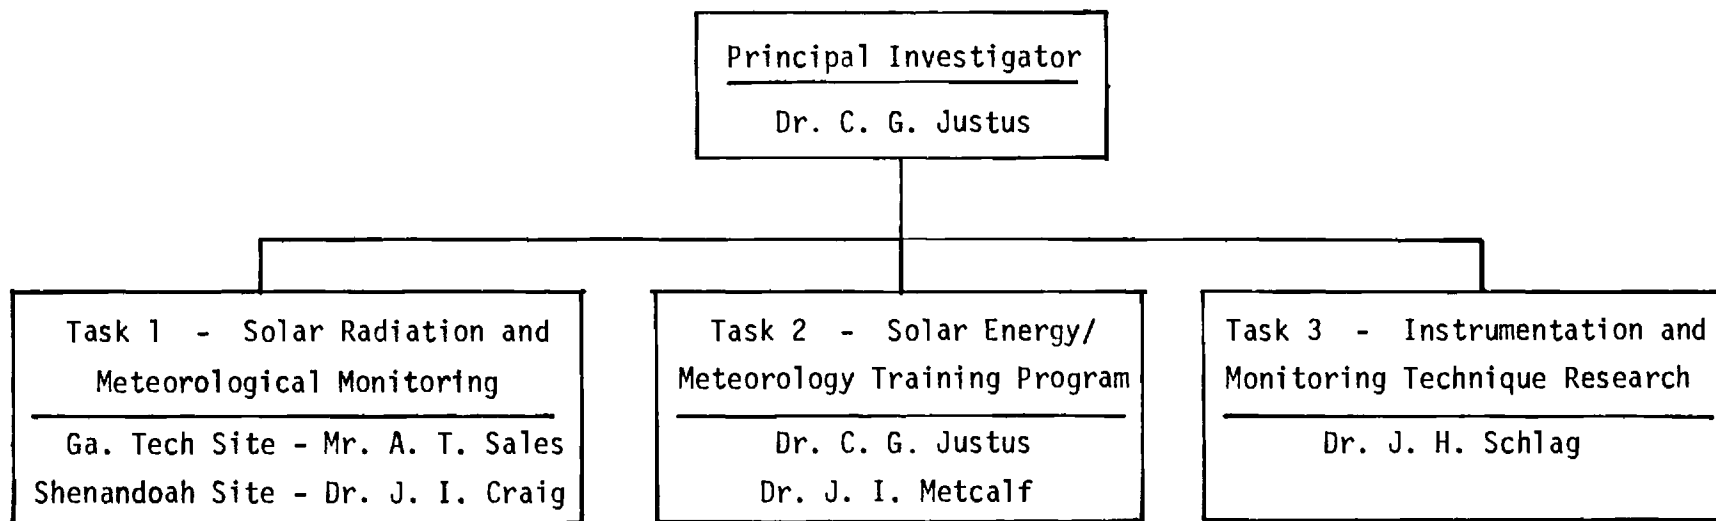 Principal Investigator
Dr. C. G. Justus
Task 1 - Solar Radiation and
Meteorological Monitoring
Ga. Tech Site - Mr. A. T. Sales
Shenandoah Site - Dr. J. I. Craig
Task 2 - Solar Energy/
Meteorology Training Program
Dr. C. G. Justus
Dr. J. I. Metcalf
Task 3 - Instrumentation and
Monitoring Technique Research
Dr. J. H. Schlag